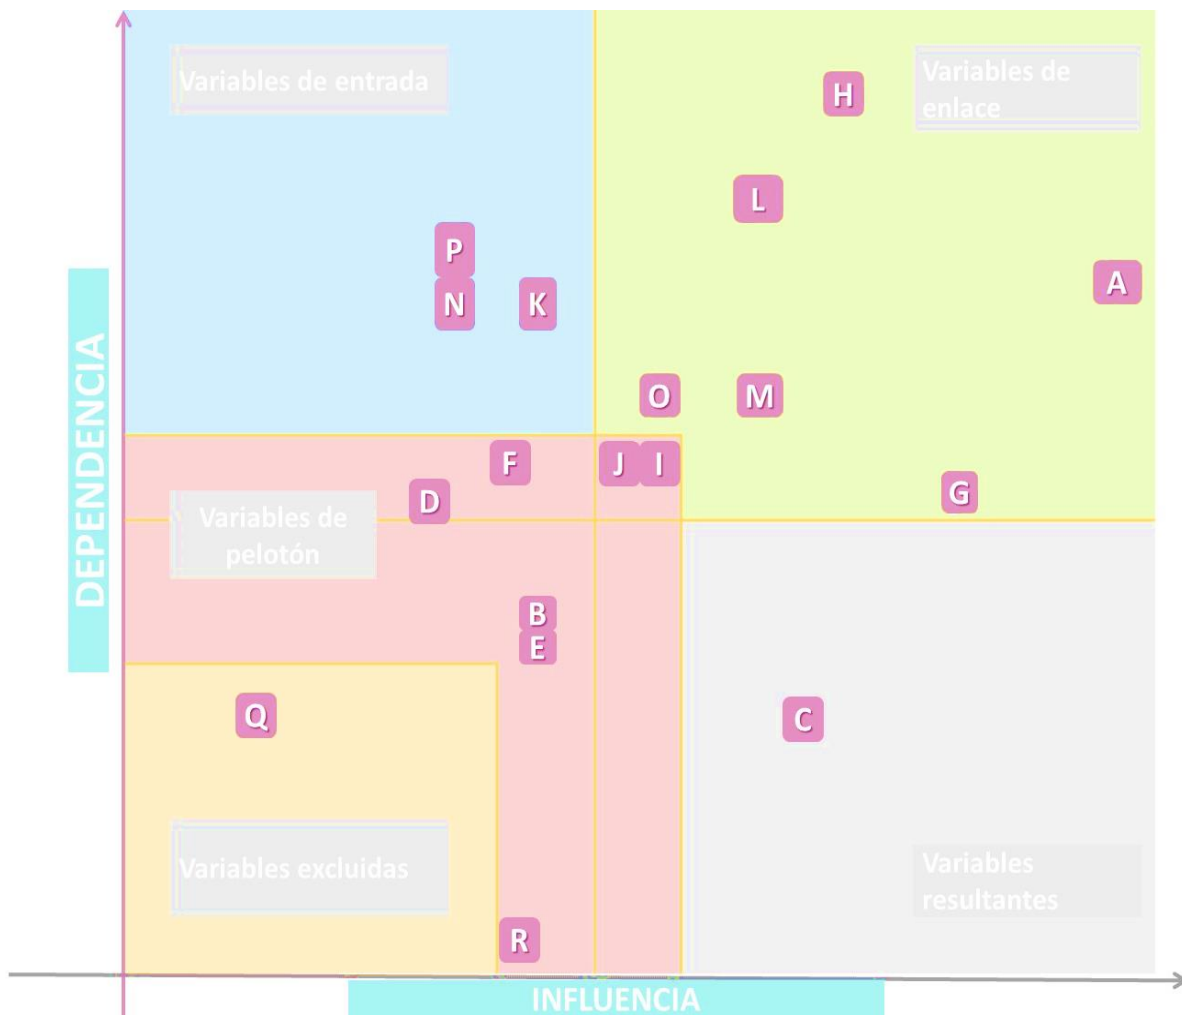 Variables de entrada
Variables de
enlace
H
L
P
A
N
K
O
M
F
J
I
G
D
Variables de
pelotón
DEPENDENCIA
B
E
Q
C
Variables excluidas
Variables
resultantes
R
INFLUENCIA